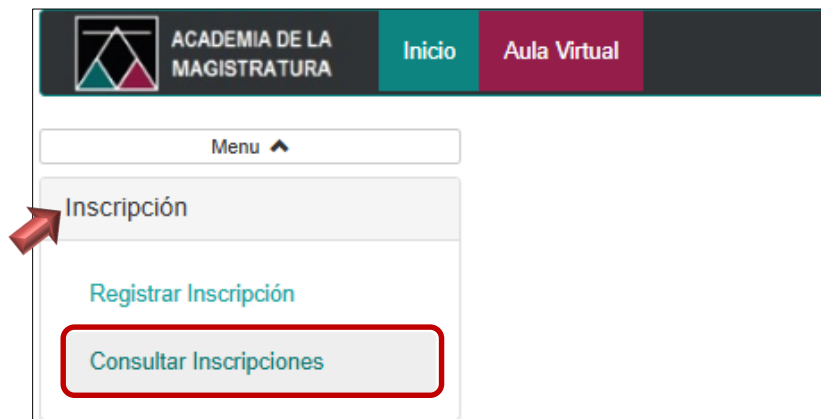 ACADEMIA DE LA
MAGISTRATURA
Inicio
Aula Virtual
Menu
Inscripción
Registrar Inscripción
Consultar Inscripciones